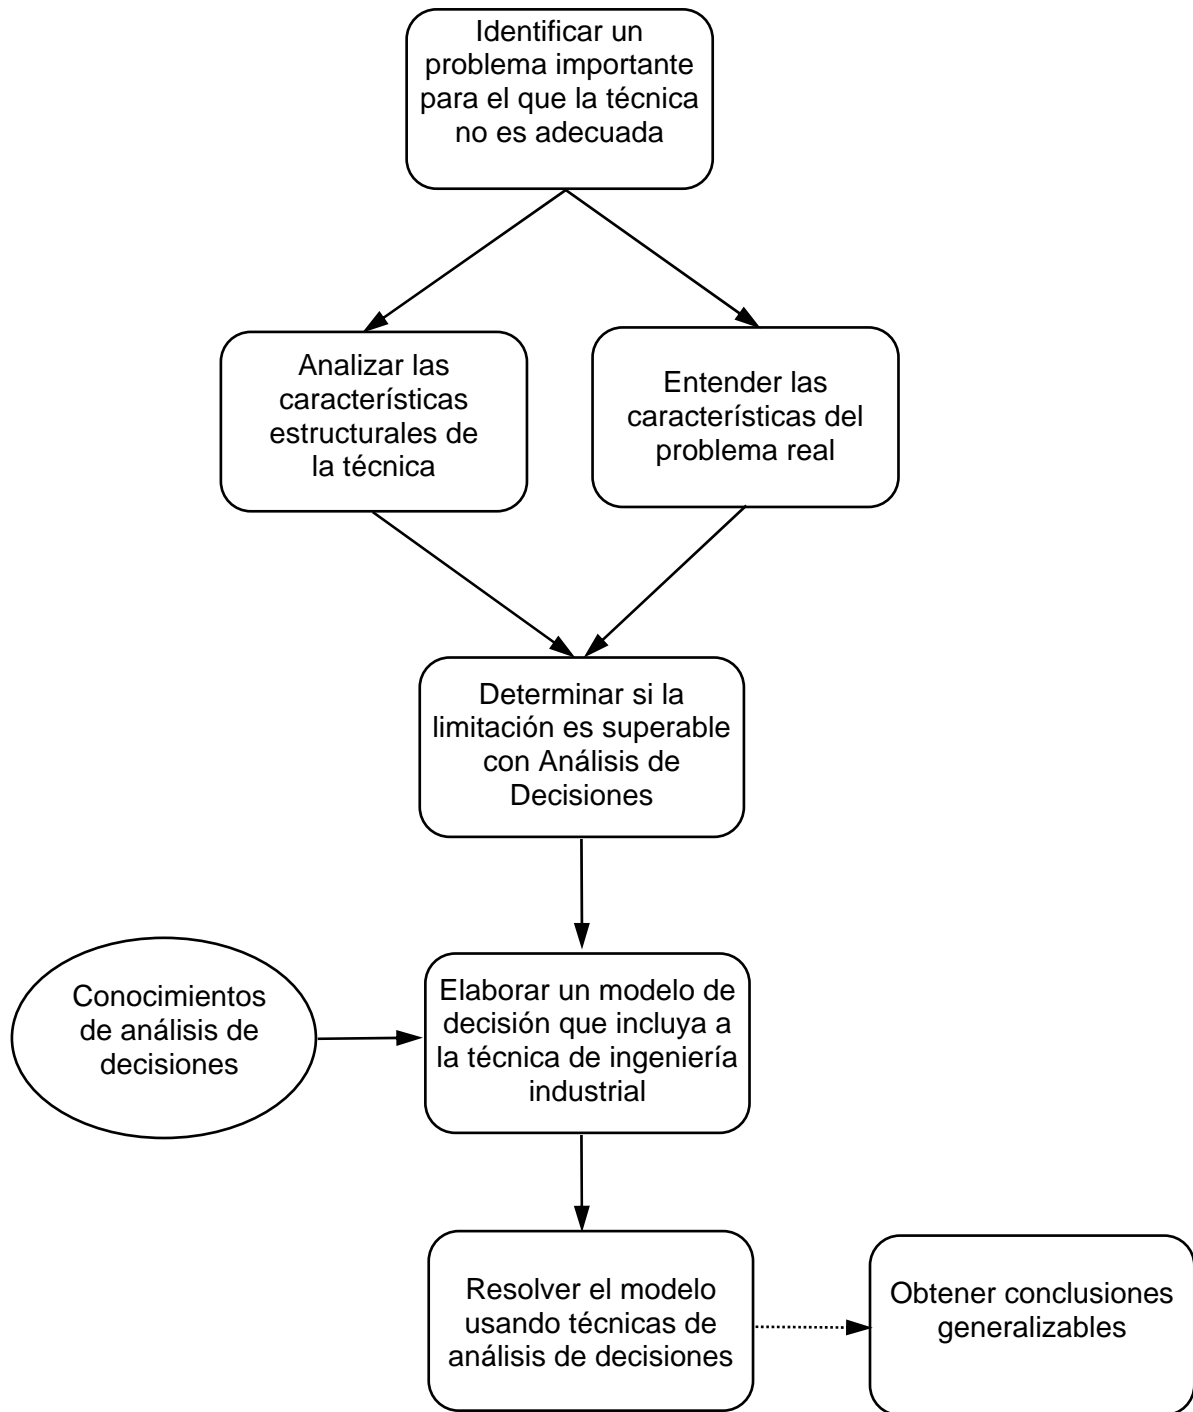 Identificar un
problema importante
para el que la técnica
no es adecuada
Analizar las
características
estructurales de
la técnica
Entender las
características del
problema real
Determinar si la
limitación es superable
con Análisis de
Decisiones
Conocimientos
de análisis de
decisiones
Elaborar un modelo de
decisión que incluya a
la técnica de ingeniería
industrial
Resolver el modelo
usando técnicas de
análisis de decisiones
Obtener conclusiones
generalizables